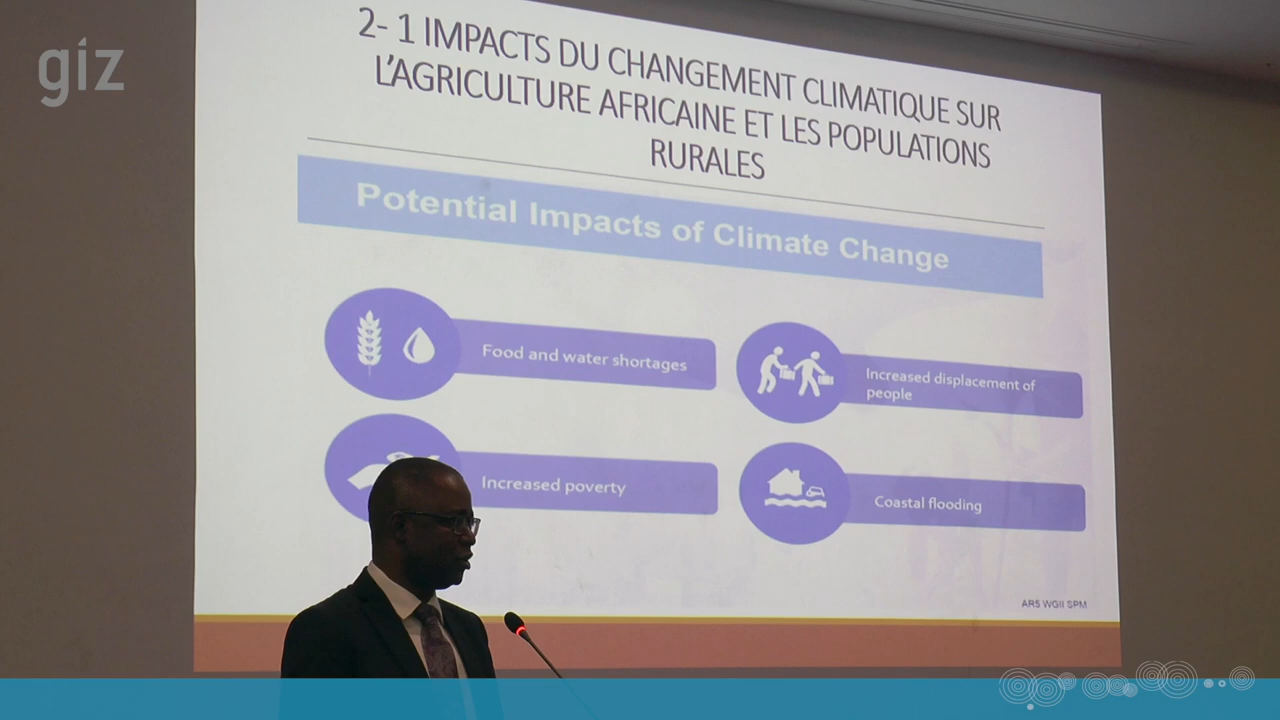 giz
2- 1 IMPACTS DU CHANGEMENT CLIMATIQUE SUR
L'AGRICULTURE AFRICAINE ET LES POPULATIONS
RURALES
Potential Impacts of Climate Change
Food and water shortages
Increased displacement of
people
Increased poverty
Coastal flooding
AR5 WGII SPM